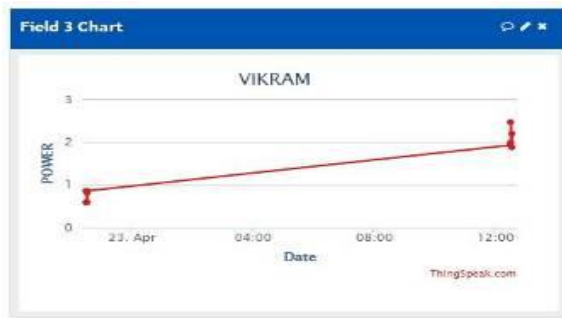 Field 3 Chart
VIKRAM
3
2
1
0
POWER
23. Apr
04:00
08:00
12:00
Date
ThingSpeak.com